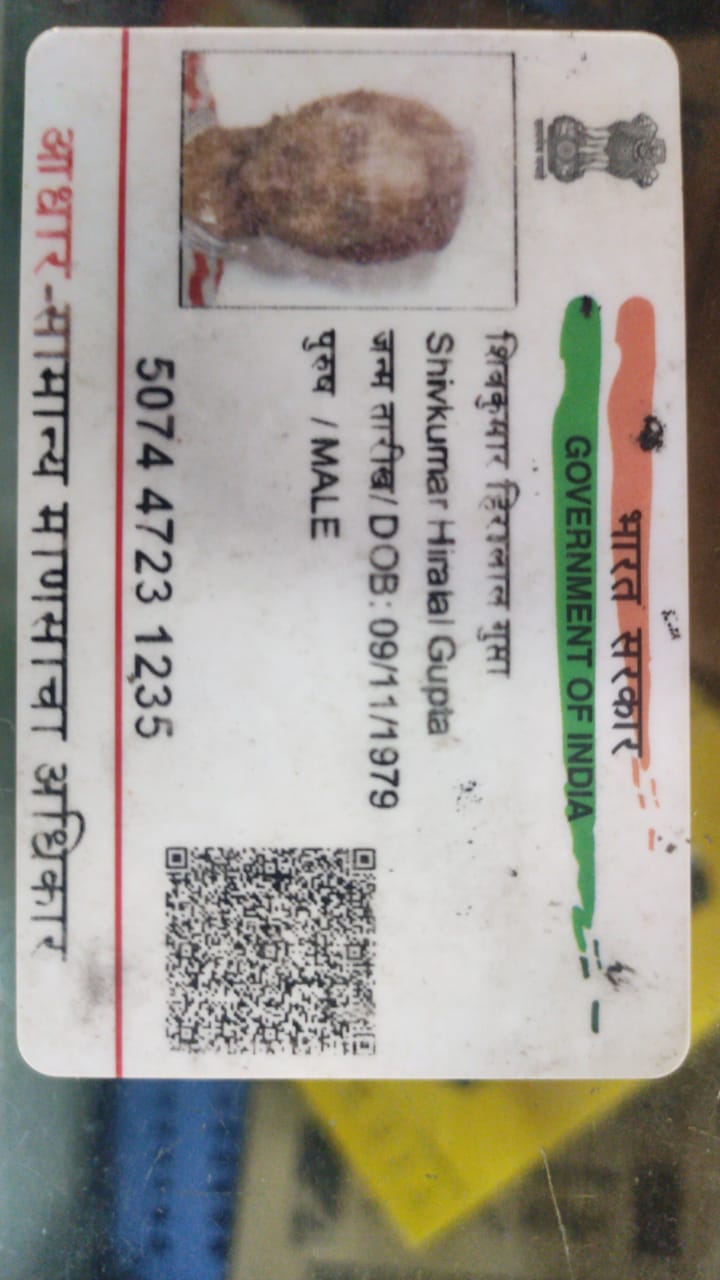 भारत सरकार
GOVERNMENT OF INDIA
शिवकुमार हिरालाल गुप्ता
Shivkumar Hiralal Gupta
जन्म तारीख/ DOB: 09/11/1979
पुरुष / MALE
5074 4723 1235
आधार-सामान्य माणसाचा अधिकार